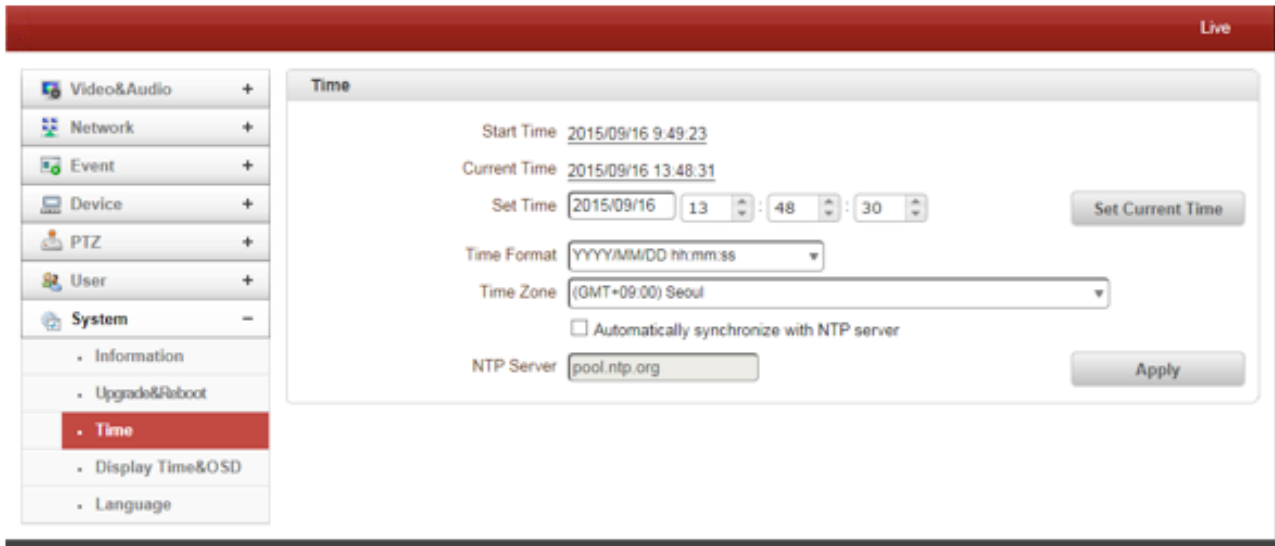 Live
Video&Audio +
Network +
Event +
Device +
PTZ +
User +
System −
• Information
• Upgrade&Reboot
• Time
• Display Time&OSD
• Language
Time
Start Time 2015/09/16 9:49:23
Current Time 2015/09/16 13:48:31
Set Time 2015/09/16 13 : 48 : 30 Set Current Time
Time Format YYYY/MM/DD hh:mm:ss
Time Zone (GMT+09:00) Seoul
Automatically synchronize with NTP server
NTP Server pool.ntp.org Apply